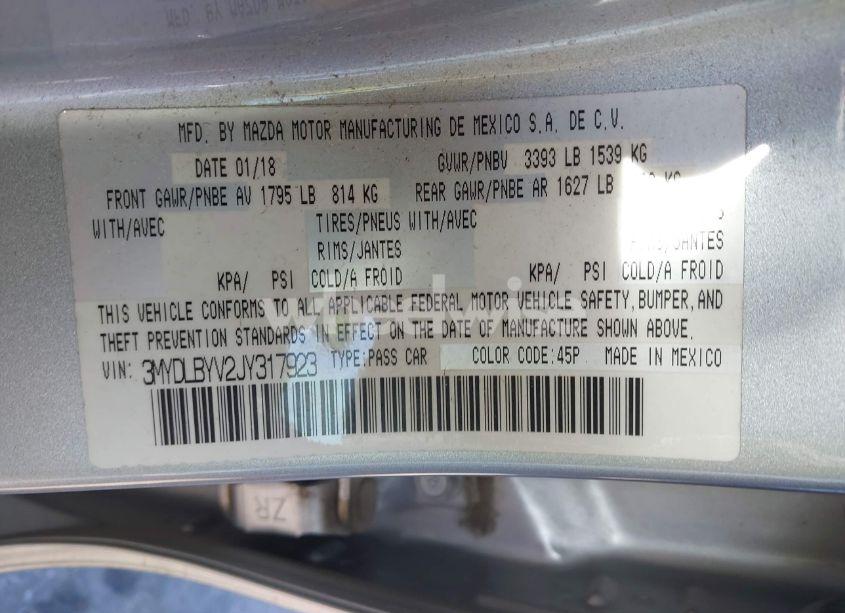 MFD. BY MAZDA MOTOR MANUFACTURING DE MEXICO S.A. DE C.V.
DATE 01/18 GVWR/PNBV 3393 LB 1539 KG
FRONT GAWR/PNBE AV 1795 LB 814 KG REAR GAWR/PNBE AR 1627 LB KG
WITH/AVEC TIRES/PNEUS WITH/AVEC
RIMS/JANTES RIMS/JANTES
KPA/ PSI COLD/A FROID KPA/ PSI COLD/A FROID
THIS VEHICLE CONFORMS TO ALL APPLICABLE FEDERAL MOTOR VEHICLE SAFETY, BUMPER, AND
THEFT PREVENTION STANDARDS IN EFFECT ON THE DATE OF MANUFACTURE SHOWN ABOVE.
VIN: 3MYDLBYV2JY317923 TYPE: PASS CAR COLOR CODE: 45P MADE IN MEXICO
ZR